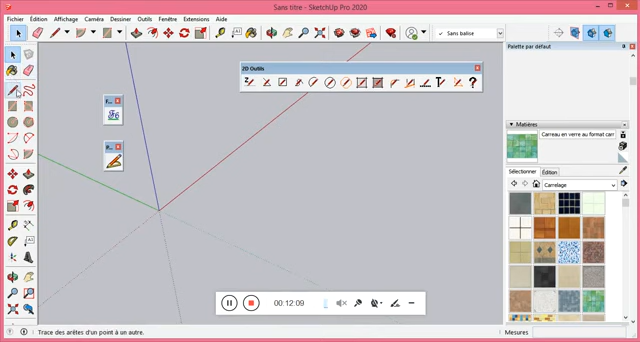 Sans titre - SketchUp Pro 2020
Fichier Édition Affichage Caméra Dessiner Outils Fenêtre Extensions Aide
Sans balise
Palette par défaut
2D Outils
F...
R...
Matières
Carreau en verre au format carr
Sélectionner Édition
Carrelage
00:12:09
Trace des arêtes d'un point à un autre.
Mesures